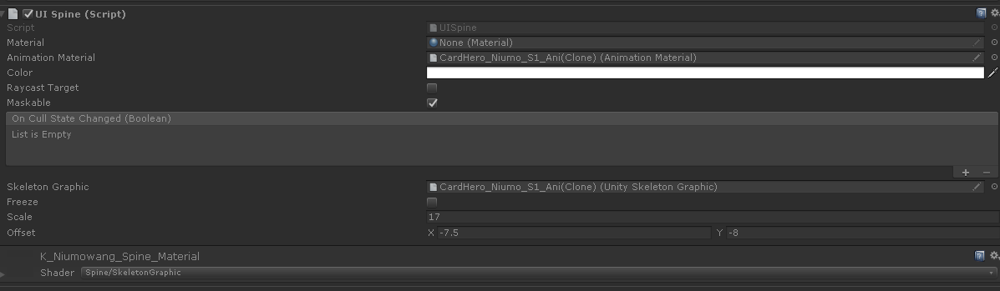 UI Spine (Script)
Script UISpine
Material None (Material)
Animation Material CardHero_Niumo_S1_Ani(Clone) (Animation Material)
Color
Raycast Target
Maskable
On Cull State Changed (Boolean)
List is Empty
Skeleton Graphic CardHero_Niumo_S1_Ani(Clone) (Unity Skeleton Graphic)
Freeze
Scale 17
Offset X -7.5 Y -8
K_Niumowang_Spine_Material
Shader Spine/SkeletonGraphic